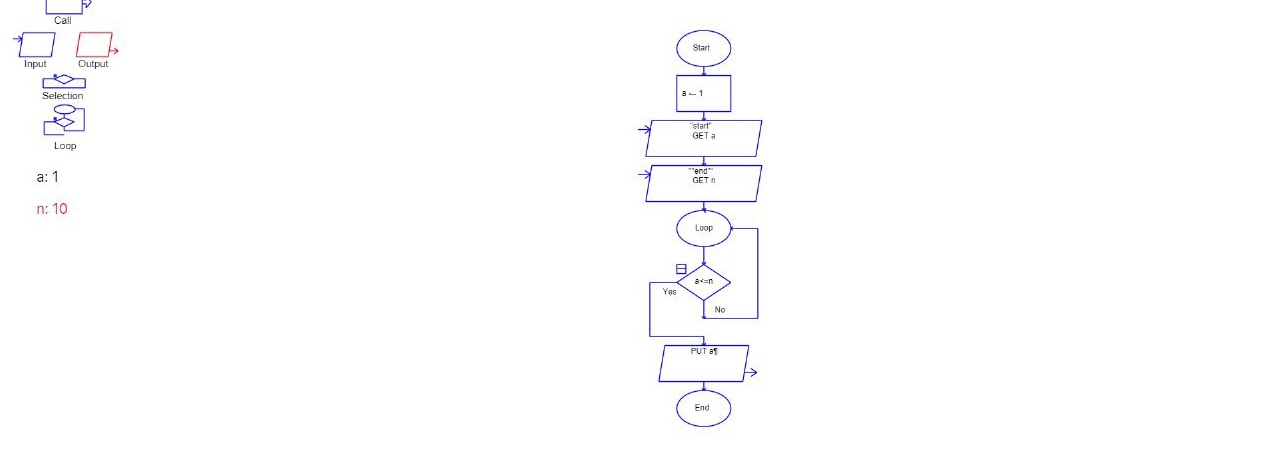 Call
Input
Output
Selection
Loop
a: 1
n: 10
Start
a ← 1
"start"
GET a
""end""
GET n
Loop
a<=n
Yes
No
PUT a¶
End